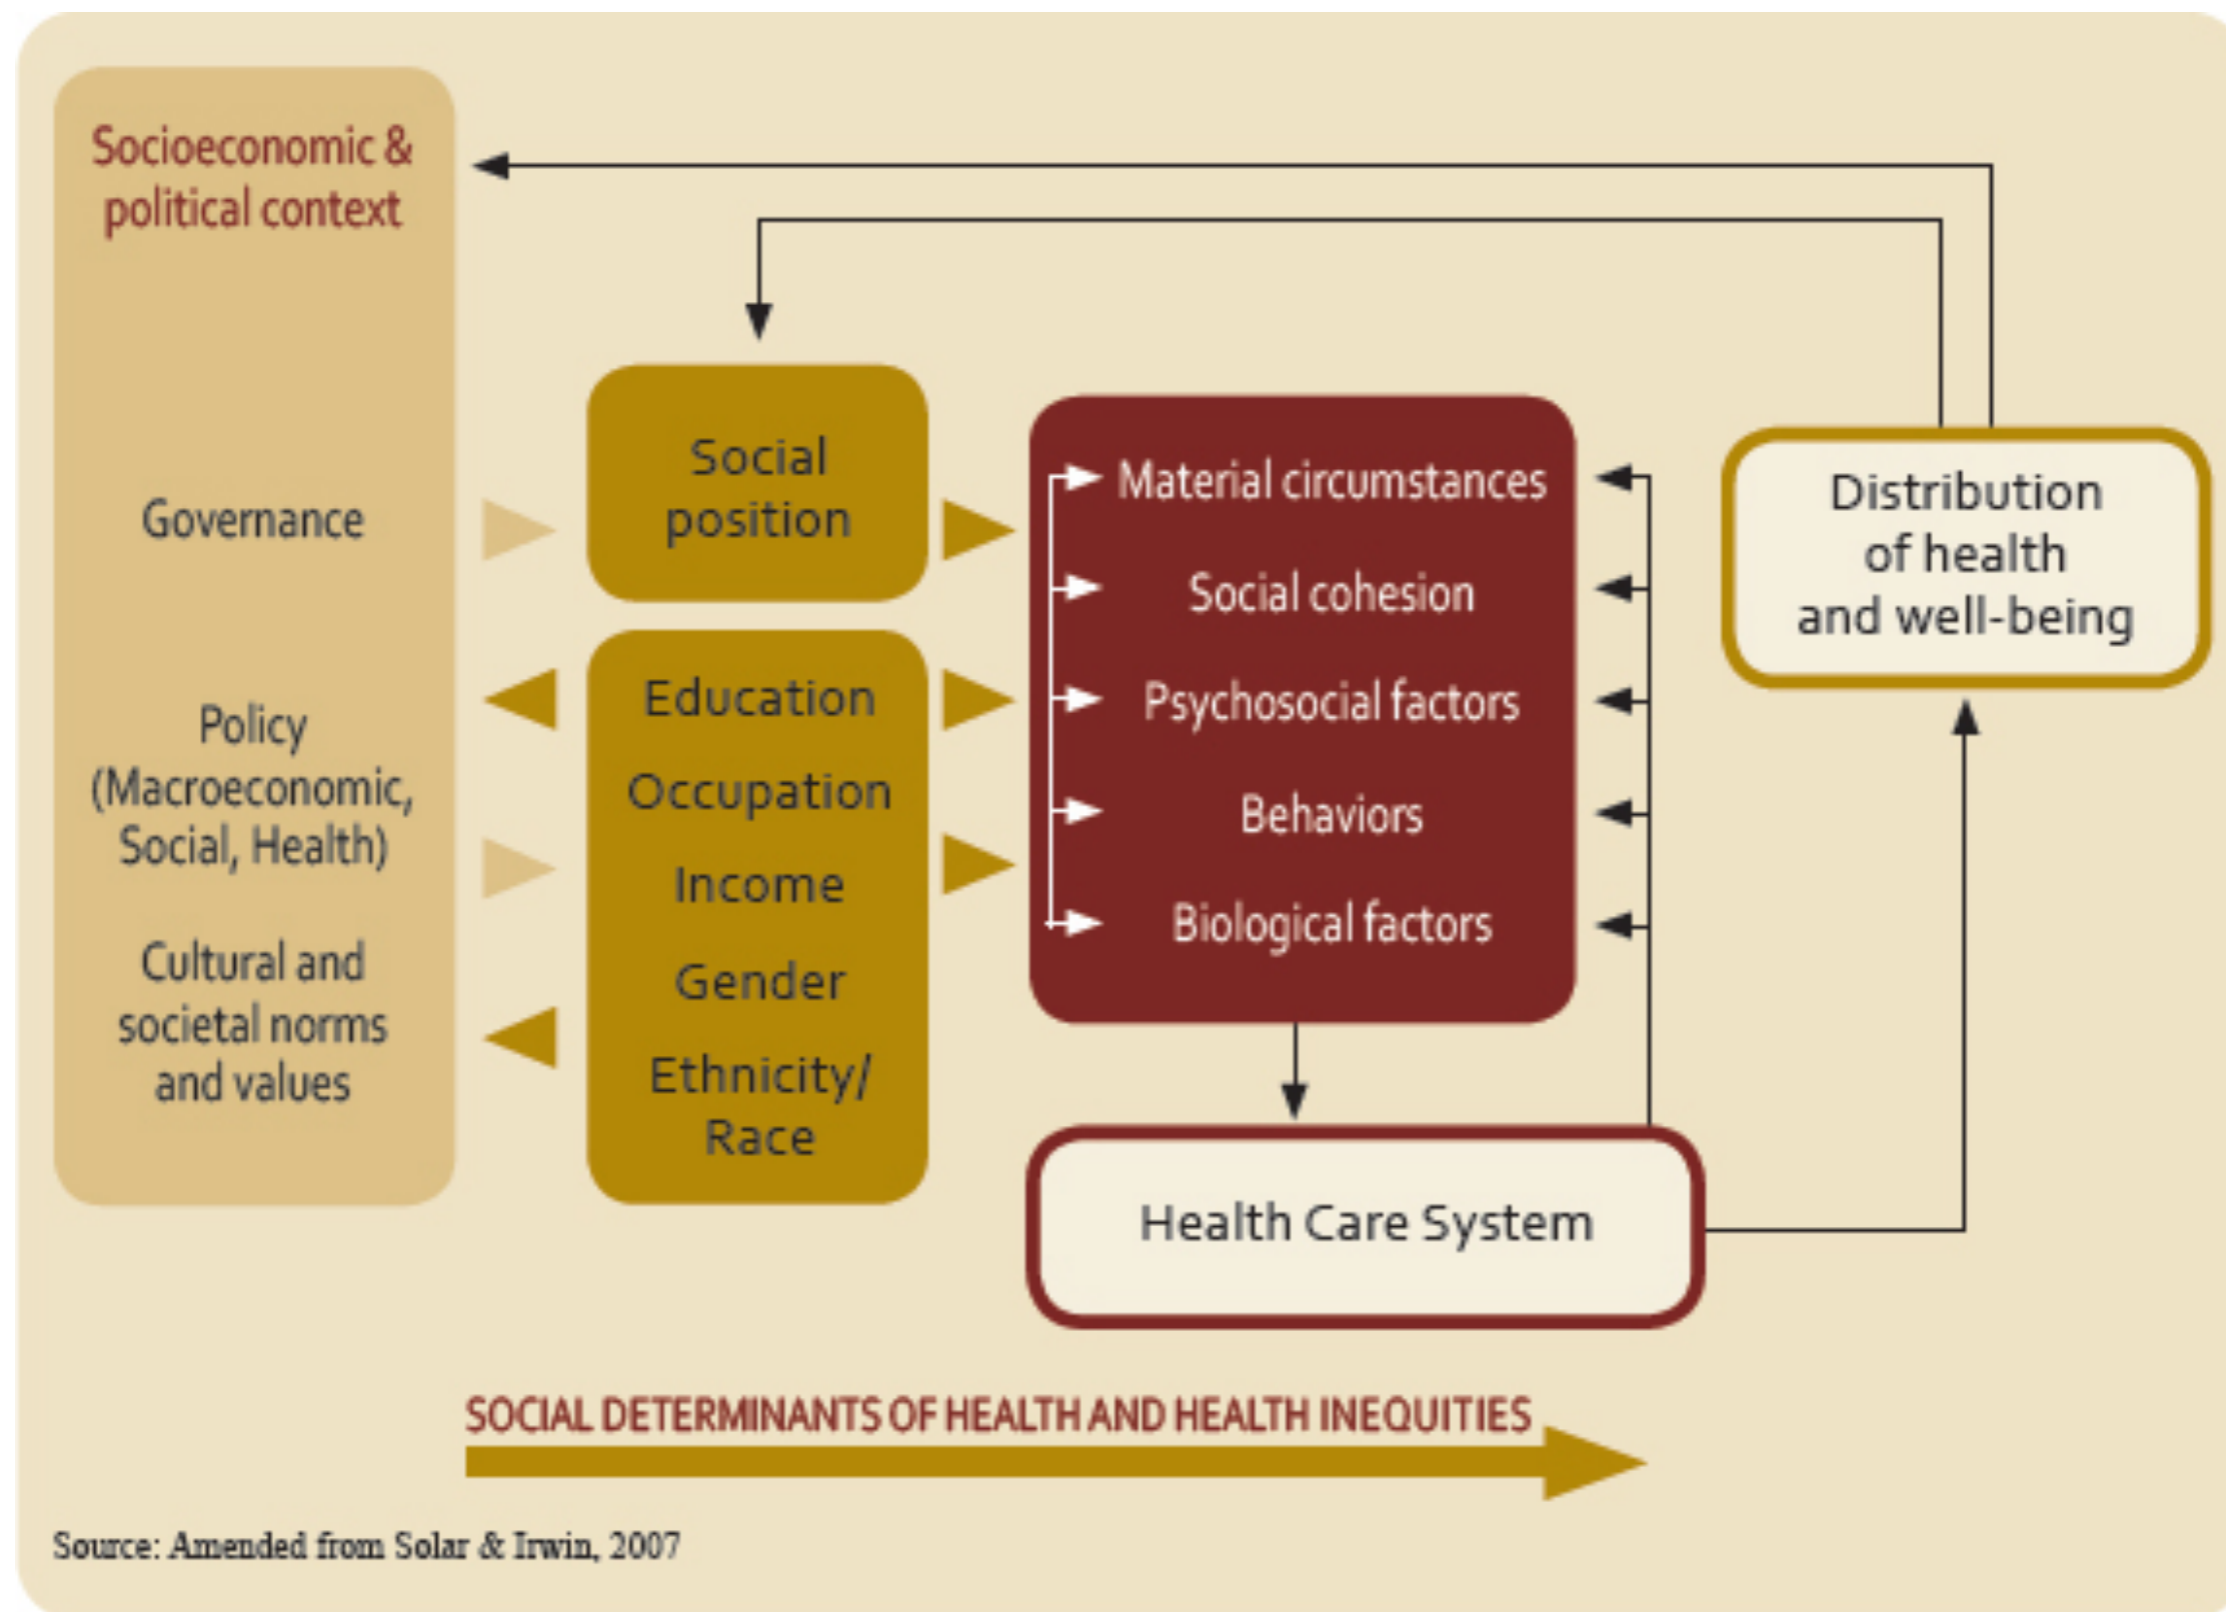 Socioeconomic &
political context
Governance
Policy
(Macroeconomic,
Social, Health)
Cultural and
societal norms
and values
Social
position
Education
Occupation
Income
Gender
Ethnicity/
Race
Material circumstances
Social cohesion
Psychosocial factors
Behaviors
Biological factors
Distribution
of health
and well-being
Health Care System
SOCIAL DETERMINANTS OF HEALTH AND HEALTH INEQUITIES
Source: Amended from Solar & Irwin, 2007